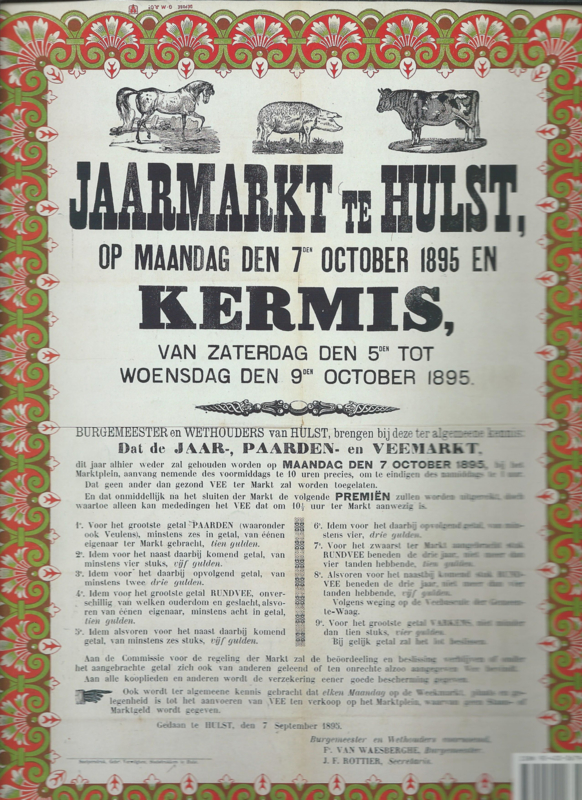 JAARMARKT TE HULST,
OP MAANDAG DEN 7DEN OCTOBER 1895 EN
KERMIS,
VAN ZATERDAG DEN 5DEN TOT
WOENSDAG DEN 9DEN OCTOBER 1895.
BURGEMEESTER en WETHOUDERS van HULST, brengen bij deze ter algemeene kennis:
Dat de JAAR-, PAARDEN- en VEEMARKT,
dit jaar alhier weder zal gehouden worden op MAANDAG DEN 7 OCTOBER 1895, bij het
Marktplein, aanvang nemende des voormiddags te 10 uren precies, om te eindigen des namiddags te uur.
Dat geen ander dan gezond VEE ter Markt zal worden toegelaten.
En dat onmiddelijk na het sluiten der Markt de volgende PREMIËN zullen worden uitgereikt, doch
waartoe alleen kan mededingen het VEE dat om 10½ uur ter Markt aanwezig is.
1°. Voor het grootste getal PAARDEN (waaronder
ook Veulens), minstens zes in getal, van éénen
eigenaar ter Markt gebracht, tien gulden.
2°. Idem voor het naast daarbij komend getal, van
minstens vier stuks, vijf gulden.
3°. Idem voor het daarbij opvolgend getal, van
minstens twee drie gulden.
4°. Idem voor het grootste getal RUNDVEE, onver-
schillig van welken ouderdom en geslacht, alsvo-
ren van éénen eigenaar, minstens acht in getal,
tien gulden.
5°. Idem alsvoren voor het naast daarbij komend
getal, van minstens zes stuks, vijf gulden.
6°. Idem voor het daarbij opvolgend getal, van min-
stens vier, drie gulden.
7°. Voor het zwaarst ter Markt aangebracht stuk
RUNDVEE beneden de drie jaar, niet meer dan
vier tanden hebbende, tien gulden.
8°. Alsvoren voor het naastbij komend stuk RUND-
VEE beneden de drie jaar, niet meer dan vier
tanden hebbende, vijf gulden.
Volgens weging op de Veebascule der Gemeen-
te-Waag.
9°. Voor het grootste getal VARKENS, niet minder
dan tien stuks, vier gulden.
Bij gelijk getal zal het lot beslissen.
Aan de Commissie voor de regeling der Markt zal de beöordeeling en beslissing verblijven of onder
het aangebrachte getal zich ook van anderen geleend of ten onrechte alzoo aangegeven Vee bevindt.
Aan alle kooplieden en anderen wordt de verzekering eener goede bescherming gegeven.
Ook wordt ter algemeene kennis gebracht dat elken Maandag op de Weekmarkt, plaats en ge-
legenheid is tot het aanvoeren van VEE ten verkoop op het Marktplein, waarvan geen Staan- of
Marktgeld wordt gegeven.
Gedaan te HULST, den 7 September 1895.
Burgemeester en Wethouders voornoemd.
Fs. VAN WAESBERGHE, Burgemeester.
J. F. ROTTIER, Secretaris.